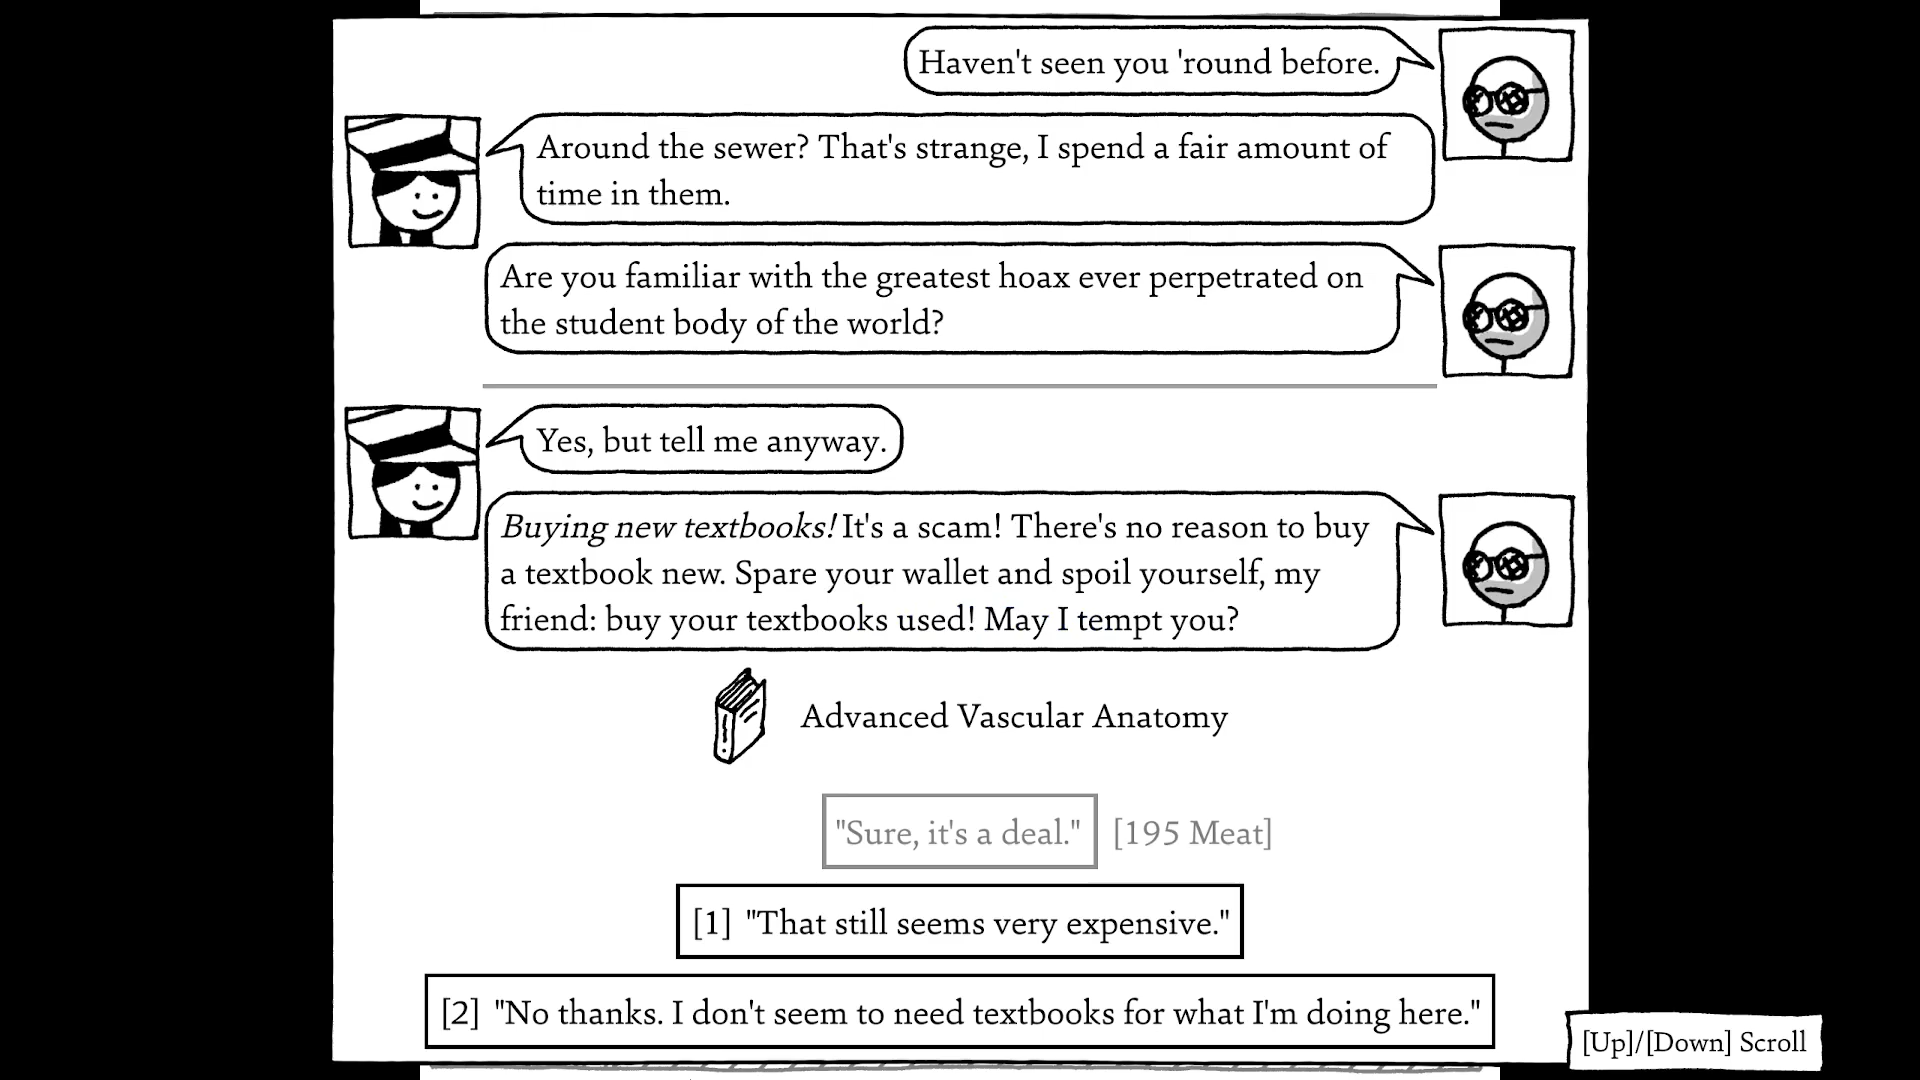 Haven't seen you 'round before.
Around the sewer? That's strange, I spend a fair amount of
time in them.
Are you familiar with the greatest hoax ever perpetrated on
the student body of the world?
Yes, but tell me anyway.
Buying new textbooks! It's a scam! There's no reason to buy
a textbook new. Spare your wallet and spoil yourself, my
friend: buy your textbooks used! May I tempt you?
Advanced Vascular Anatomy
"Sure, it's a deal." [195 Meat]
[1] "That still seems very expensive."
[2] "No thanks. I don't seem to need textbooks for what I'm doing here."
[Up]/[Down] Scroll